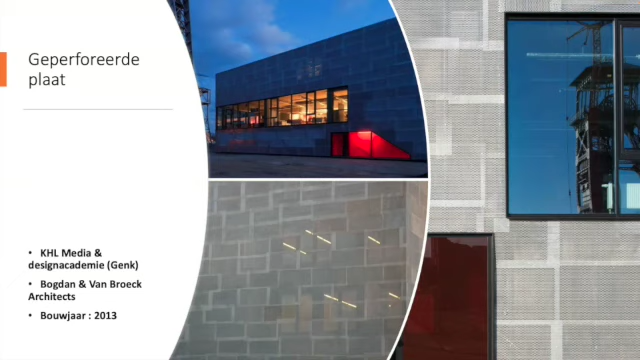 Geperforeerde
plaat
• KHL Media &
designacademie (Genk)
• Bogdan & Van Broeck
Architects
• Bouwjaar : 2013